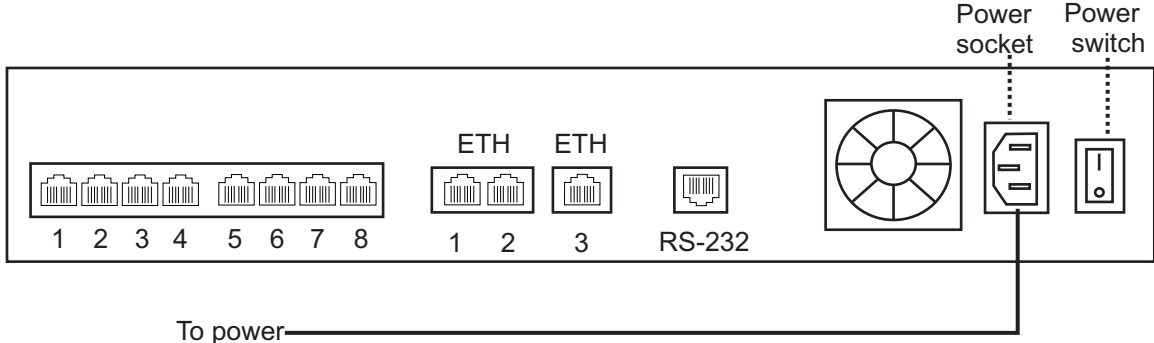 Power
socket
Power
switch
ETH ETH
1 2 3 4 5 6 7 8
1 2 3
RS-232
To power